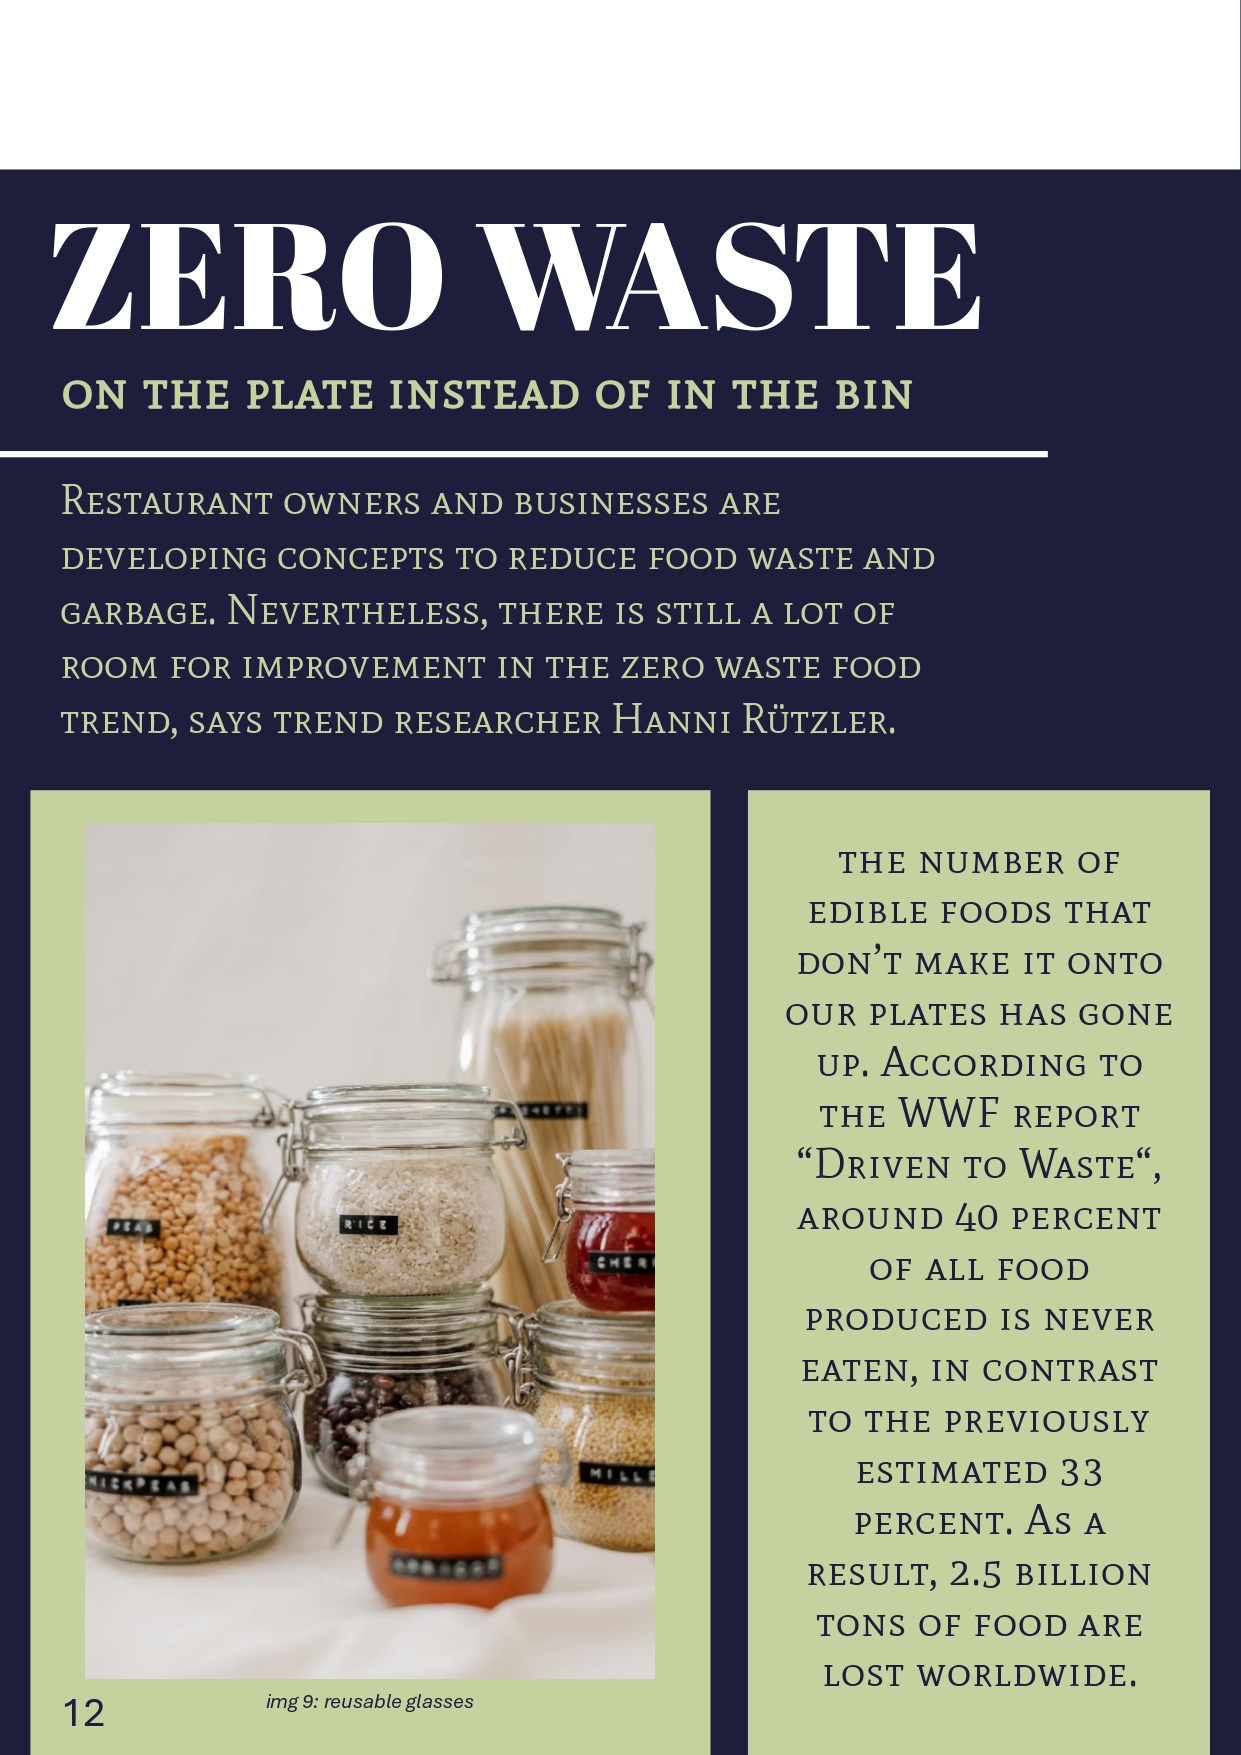 ZERO WASTE
ON THE PLATE INSTEAD OF IN THE BIN
Restaurant owners and businesses are
developing concepts to reduce food waste and
garbage. Nevertheless, there is still a lot of
room for improvement in the zero waste food
trend, says trend researcher Hanni Rützler.
PEAS
RICE
the number of
edible foods that
don’t make it onto
our plates has gone
up. According to
the WWF report
“Driven to Waste“,
around 40 percent
of all food
produced is never
eaten, in contrast
to the previously
estimated 33
percent. As a
result, 2.5 billion
tons of food are
lost worldwide.
img 9: reusable glasses
12